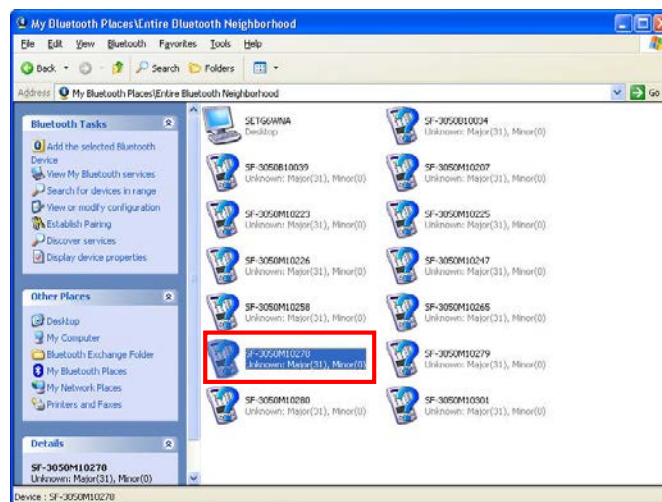 My Bluetooth Places\Entire Bluetooth Neighborhood
File Edit View Bluetooth Favorites Tools Help
Back Search Folders
Address My Bluetooth Places\Entire Bluetooth Neighborhood Go
Bluetooth Tasks
Add the selected Bluetooth
Device
View My Bluetooth services
Search for devices in range
View or modify configuration
Establish Pairing
Discover services
Display device properties
Other Places
Desktop
My Computer
Bluetooth Exchange Folder
My Bluetooth Places
My Network Places
Printers and Faxes
Details
SF-3050M10278
Unknown: Major(31), Minor(0)
SETG6WNA
Desktop
SF-3050B10034
Unknown: Major(31), Minor(0)
SF-3050B10039
Unknown: Major(31), Minor(0)
SF-3050M10207
Unknown: Major(31), Minor(0)
SF-3050M10223
Unknown: Major(31), Minor(0)
SF-3050M10225
Unknown: Major(31), Minor(0)
SF-3050M10226
Unknown: Major(31), Minor(0)
SF-3050M10247
Unknown: Major(31), Minor(0)
SF-3050M10258
Unknown: Major(31), Minor(0)
SF-3050M10265
Unknown: Major(31), Minor(0)
SF-3050M10278
Unknown: Major(31), Minor(0)
SF-3050M10279
Unknown: Major(31), Minor(0)
SF-3050M10280
Unknown: Major(31), Minor(0)
SF-3050M10301
Unknown: Major(31), Minor(0)
Device : SF-3050M10278